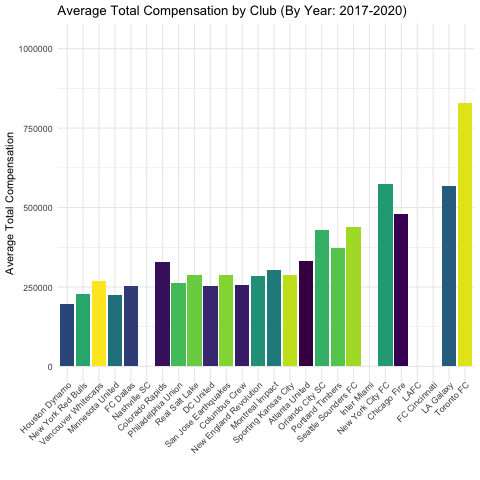 Average Total Compensation by Club (By Year: 2017-2020)
Average Total Compensation
1000000
750000
500000
250000
0
Houston Dynamo
New York Red Bulls
Vancouver Whitecaps
Minnesota United
FC Dallas
Nashville SC
Colorado Rapids
Philadelphia Union
Real Salt Lake
DC United
San Jose Earthquakes
Columbus Crew
New England Revolution
Montreal Impact
Sporting Kansas City
Atlanta United
Orlando City SC
Portland Timbers
Seattle Sounders FC
Inter Miami
New York City FC
Chicago Fire
LAFC
FC Cincinnati
LA Galaxy
Toronto FC